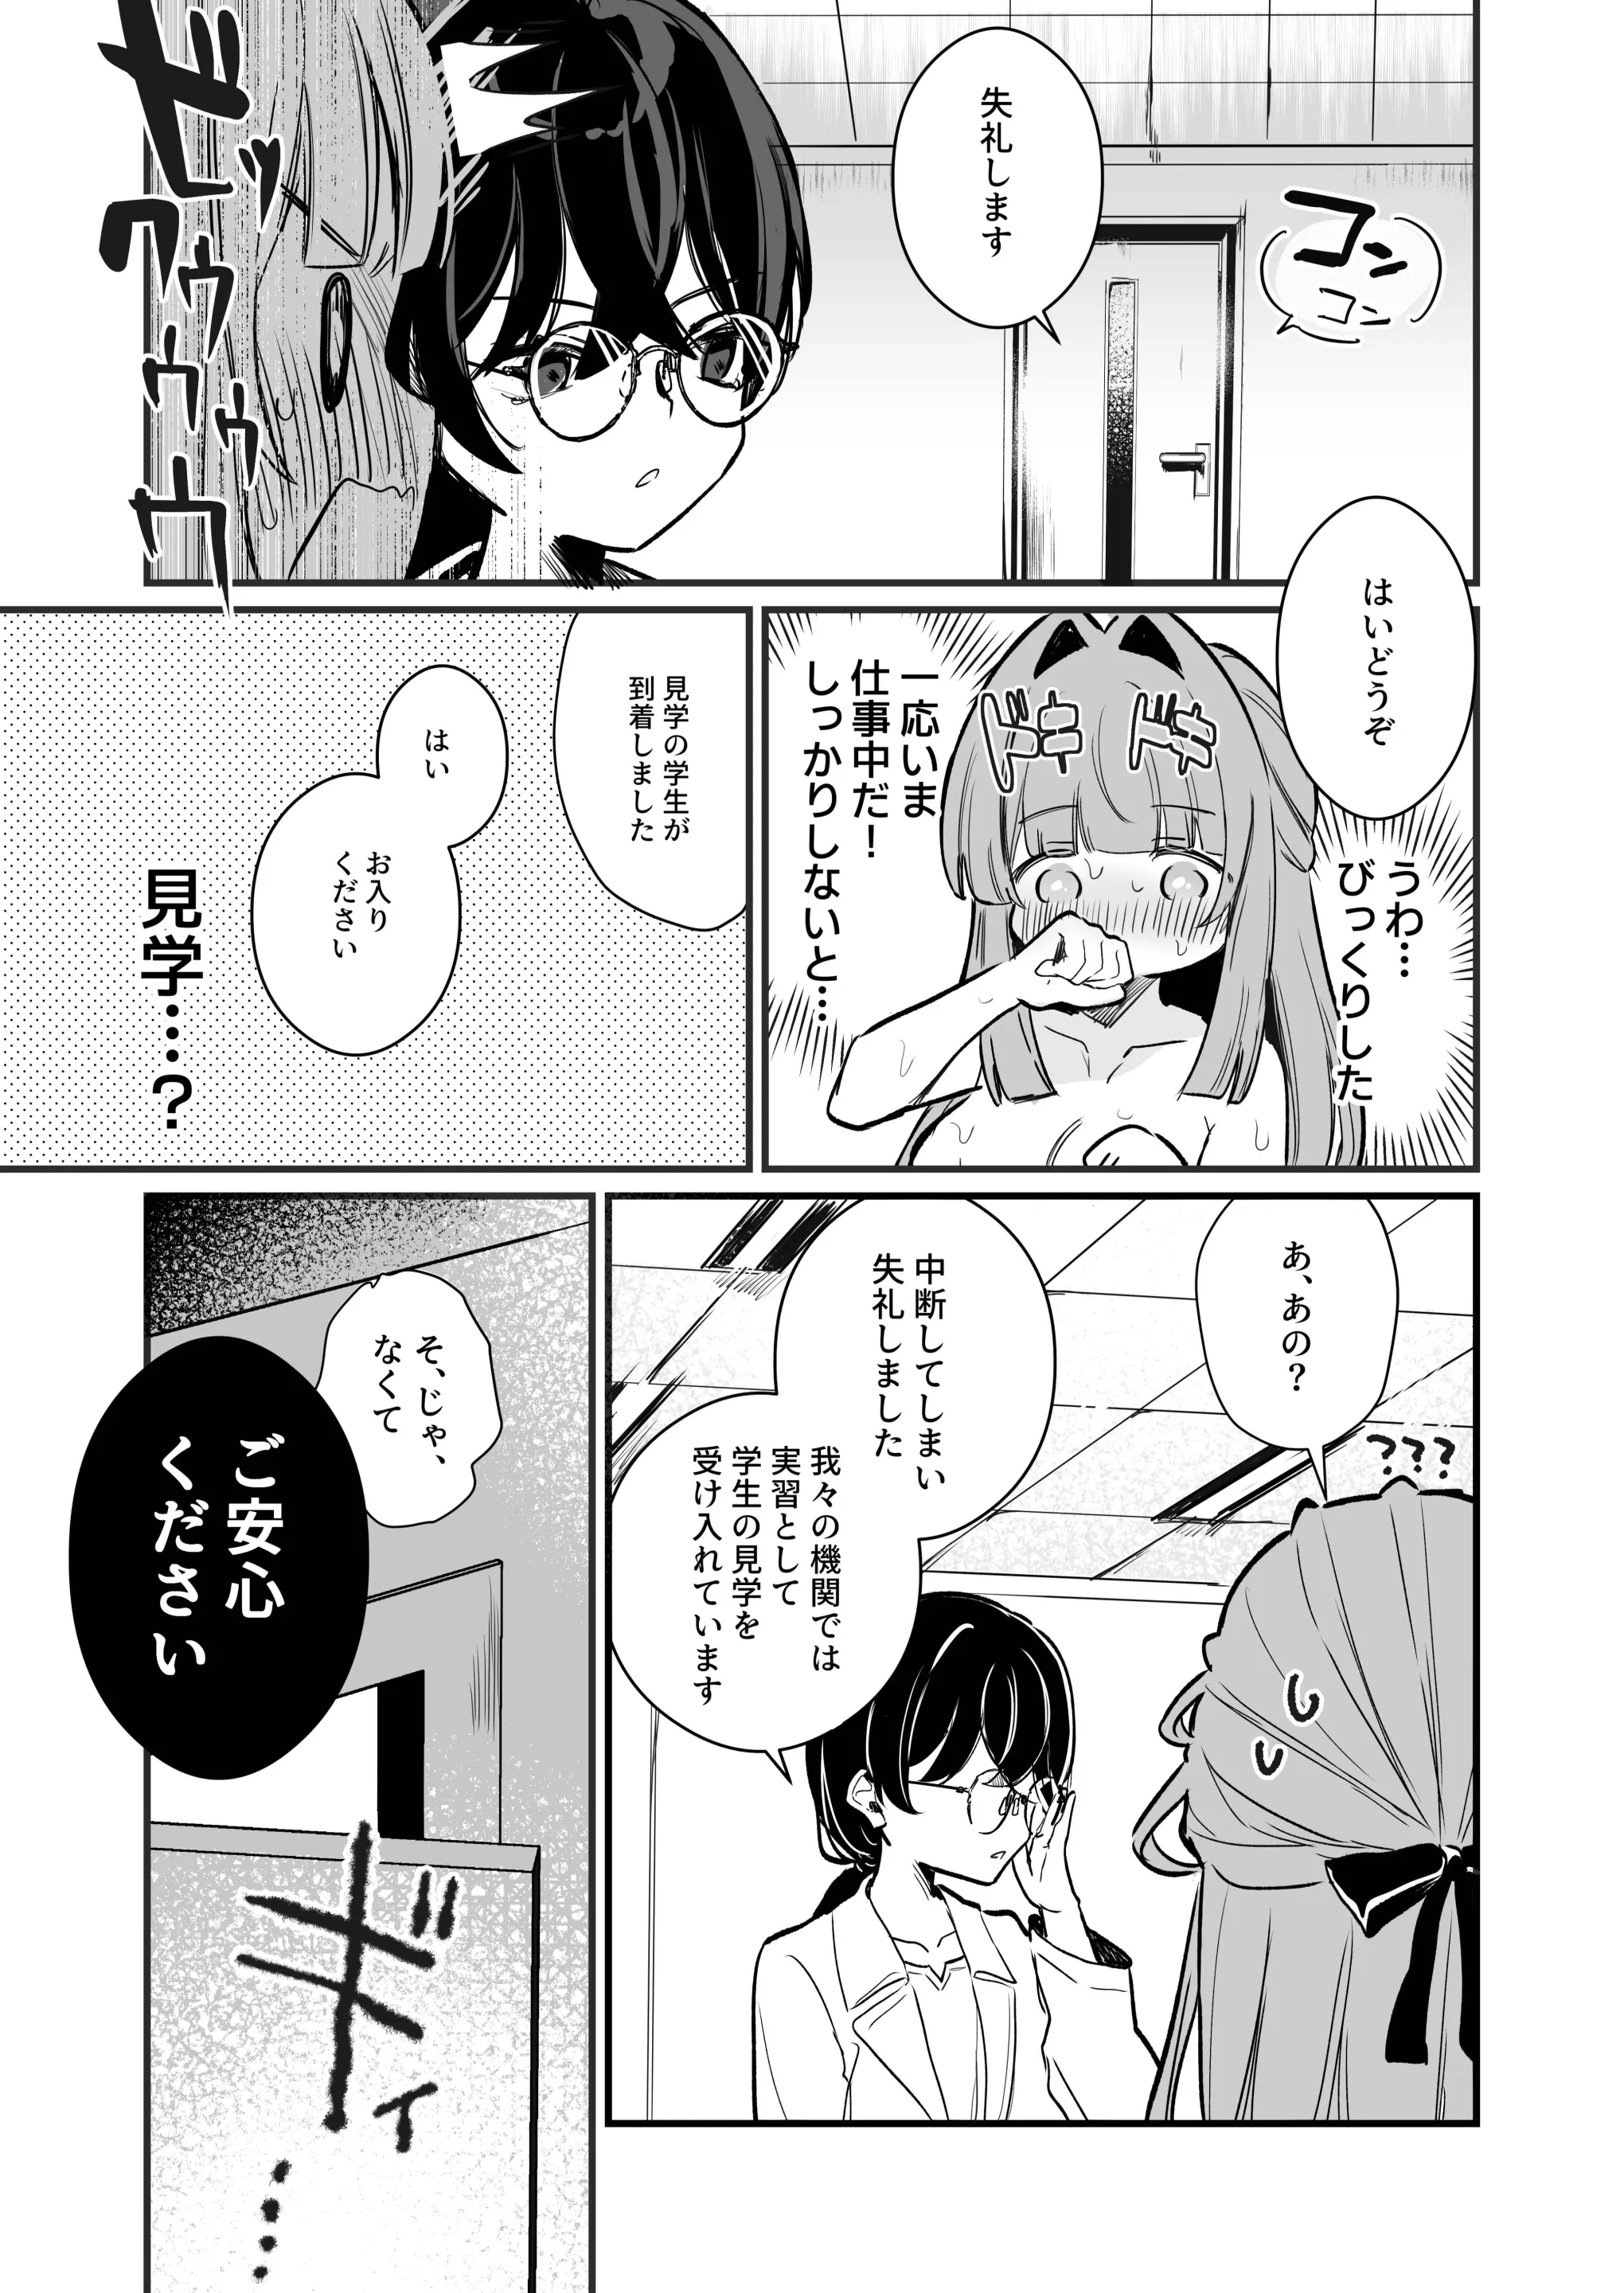 コン
コン
失礼します
ビクッ
ゥゥゥゥ
はいどうぞ
うわ…
びっくりした
ドキ
ドキ
一応いま
仕事中だ！
しっかりしないと…
見学の学生が
到着しました
はい
お入り
ください
見学…？
あ、あの？
？？？
中断してしまい
失礼しました
我々の機関では
実習として
学生の見学を
受け入れています
そ、じゃ、
なくて
ご安心
ください
ギィ…